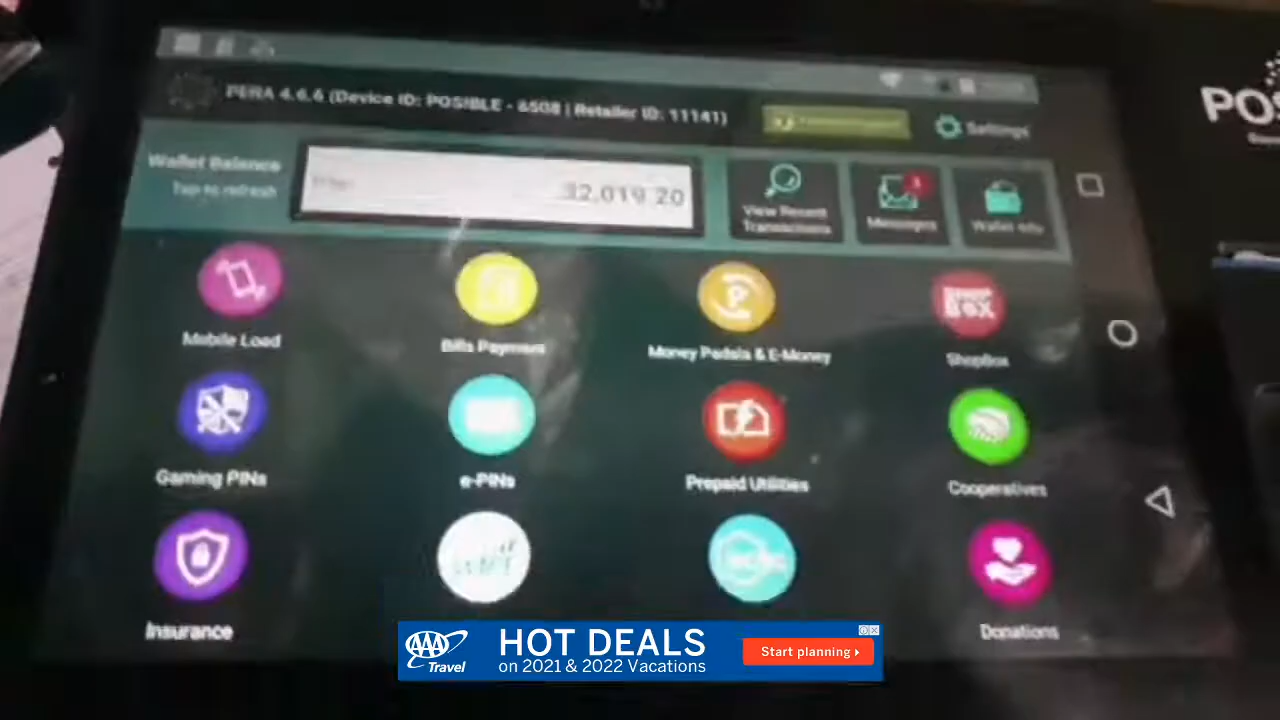 PERA 4.6.6 (Device ID: POSIBLE - 6508 | Retailer ID: 11141)
Settings
Wallet Balance
Tap to refresh
32,019.20
View Recent
Transactions
Messages
Wallet Info
Mobile Load
Bills Payment
Money Padala & E-Money
SHOP
BOX
ShopBox
Gaming PINs
e-PINs
Prepaid Utilities
Cooperatives
Insurance
Donations
POS
AAA
Travel
HOT DEALS
on 2021 & 2022 Vacations
Start planning